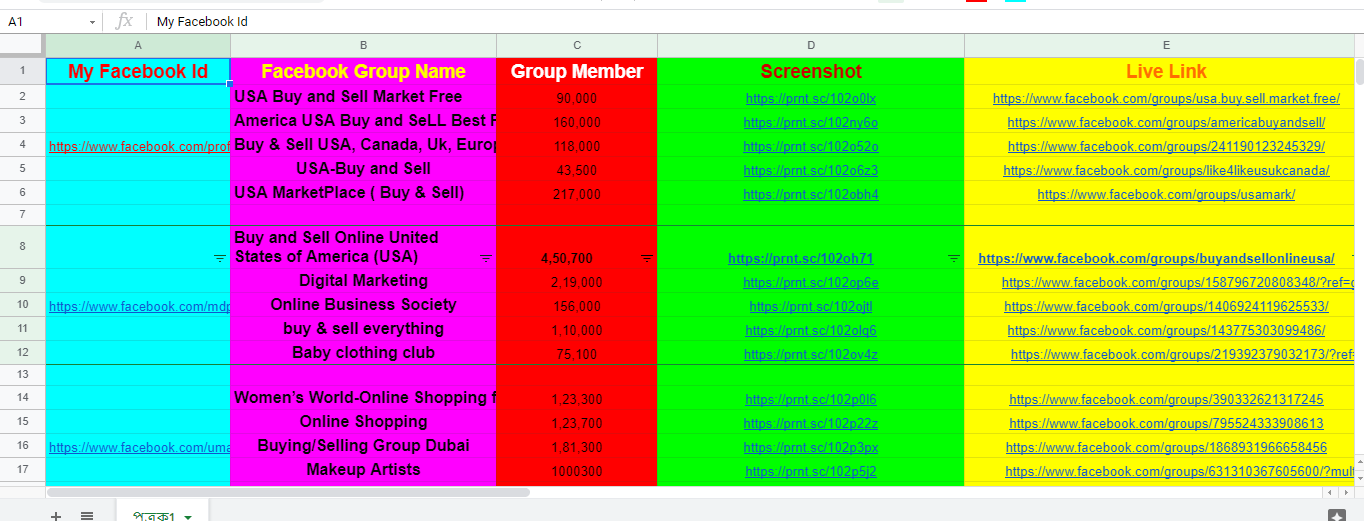 A1 fx My Facebook Id
A B C D E
1 My Facebook Id Facebook Group Name Group Member Screenshot Live Link
2 USA Buy and Sell Market Free 90,000 https://prnt.sc/102o0lx https://www.facebook.com/groups/usa.buy.sell.market.free/
3 America USA Buy and SeLL Best F 160,000 https://prnt.sc/102ny6o https://www.facebook.com/groups/americabuyandsell/
4 https://www.facebook.com/prof Buy & Sell USA, Canada, Uk, Europ 118,000 https://prnt.sc/102o52o https://www.facebook.com/groups/241190123245329/
5 USA-Buy and Sell 43,500 https://prnt.sc/102o6z3 https://www.facebook.com/groups/like4likeusukcanada/
6 USA MarketPlace ( Buy & Sell) 217,000 https://prnt.sc/102obh4 https://www.facebook.com/groups/usamark/
7
8 Buy and Sell Online United
States of America (USA) 4,50,700 https://prnt.sc/102oh71 https://www.facebook.com/groups/buyandsellonlineusa/
9 Digital Marketing 2,19,000 https://prnt.sc/102op6e https://www.facebook.com/groups/158796720808348/?ref=g
10 https://www.facebook.com/mdp Online Business Society 156,000 https://prnt.sc/102ojtl https://www.facebook.com/groups/1406924119625533/
11 buy & sell everything 1,10,000 https://prnt.sc/102olq6 https://www.facebook.com/groups/143775303099486/
12 Baby clothing club 75,100 https://prnt.sc/102ov4z https://www.facebook.com/groups/219392379032173/?ref=
13
14 Women's World-Online Shopping f 1,23,300 https://prnt.sc/102p0l6 https://www.facebook.com/groups/390332621317245
15 Online Shopping 1,23,700 https://prnt.sc/102p22z https://www.facebook.com/groups/795524333908613
16 https://www.facebook.com/uma Buying/Selling Group Dubai 1,81,300 https://prnt.sc/102p3px https://www.facebook.com/groups/1868931966658456
17 Makeup Artists 1000300 https://prnt.sc/102p5j2 https://www.facebook.com/groups/631310367605600/?mul
পত্রক1